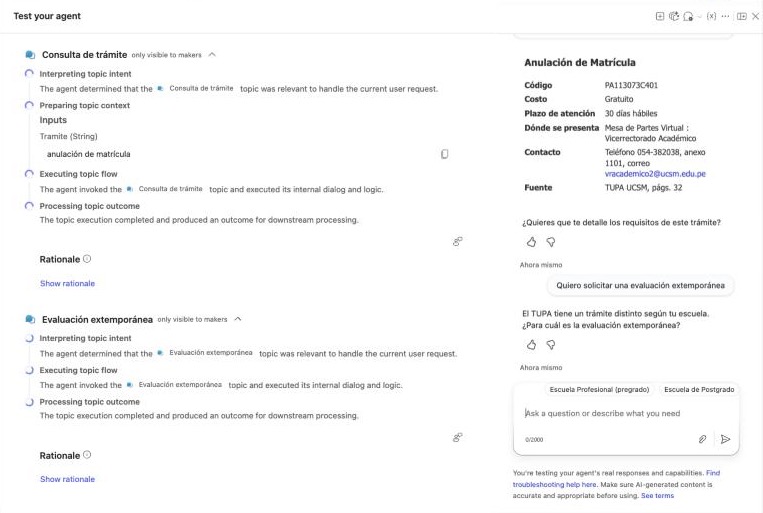 Test your agent
Consulta de trámite only visible to makers
Interpreting topic intent
The agent determined that the Consulta de trámite topic was relevant to handle the current user request.
Preparing topic context
Inputs
Tramite (String)
anulación de matrícula
Executing topic flow
The agent invoked the Consulta de trámite topic and executed its internal dialog and logic.
Processing topic outcome
The topic execution completed and produced an outcome for downstream processing.
Rationale
Show rationale
Evaluación extemporánea only visible to makers
Interpreting topic intent
The agent determined that the Evaluación extemporánea topic was relevant to handle the current user request.
Executing topic flow
The agent invoked the Evaluación extemporánea topic and executed its internal dialog and logic.
Processing topic outcome
The topic execution completed and produced an outcome for downstream processing.
Rationale
Show rationale
Anulación de Matrícula
Código PA113073C401
Costo Gratuito
Plazo de atención 30 días hábiles
Dónde se presenta Mesa de Partes Virtual :
Vicerrectorado Académico
Contacto Teléfono 054-382038, anexo
1101, correo
vracademico2@ucsm.edu.pe
Fuente TUPA UCSM, págs. 32
¿Quieres que te detalle los requisitos de este trámite?
Ahora mismo
Quiero solicitar una evaluación extemporánea
El TUPA tiene un trámite distinto según tu escuela.
¿Para cuál es la evaluación extemporánea?
Ahora mismo
Escuela Profesional (pregrado) Escuela de Postgrado
Ask a question or describe what you need
0/2000
You're testing your agent's real responses and capabilities. Find
troubleshooting help here. Make sure AI-generated content is
accurate and appropriate before using. See terms